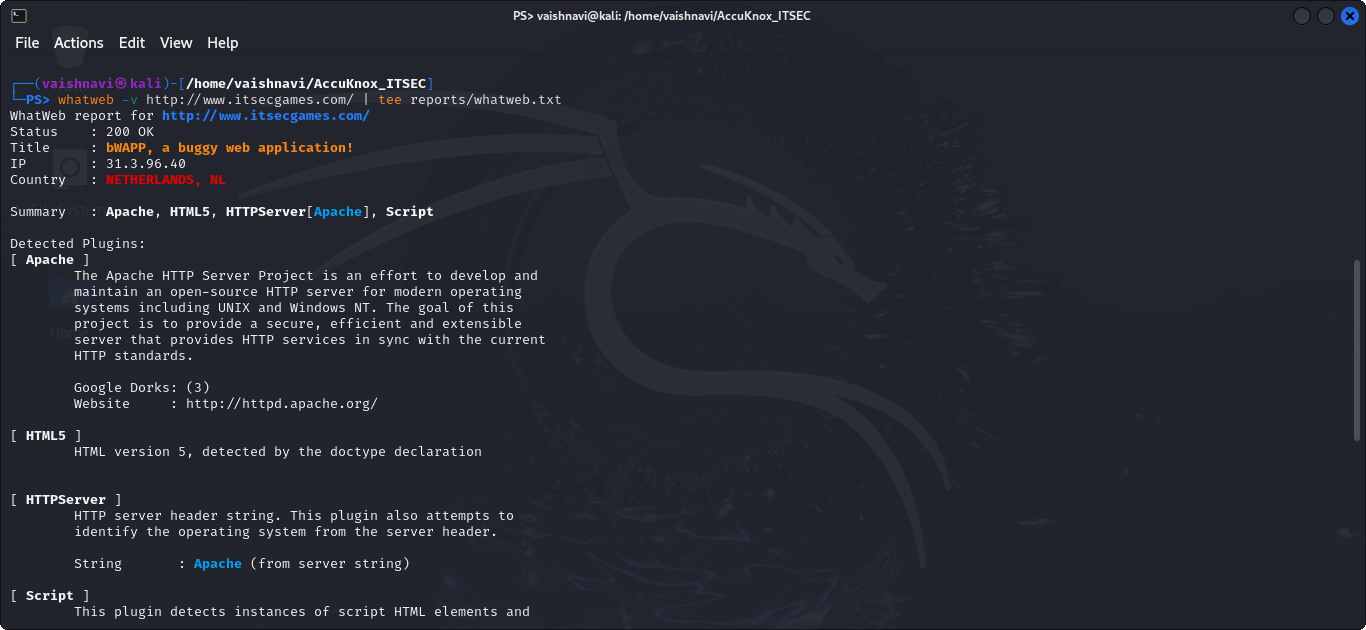 PS> vaishnavi@kali: /home/vaishnavi/AccuKnox_ITSEC
File Actions Edit View Help
┌──(vaishnavi㉿kali)-[/home/vaishnavi/AccuKnox_ITSEC]
└─PS> whatweb -v http://www.itsecgames.com/ | tee reports/whatweb.txt
WhatWeb report for http://www.itsecgames.com/
Status    : 200 OK
Title     : bWAPP, a buggy web application!
IP        : 31.3.96.40
Country   : NETHERLANDS, NL
Summary   : Apache, HTML5, HTTPServer[Apache], Script
Detected Plugins:
[ Apache ]
The Apache HTTP Server Project is an effort to develop and
maintain an open-source HTTP server for modern operating
systems including UNIX and Windows NT. The goal of this
project is to provide a secure, efficient and extensible
server that provides HTTP services in sync with the current
HTTP standards.
Google Dorks: (3)
Website     : http://httpd.apache.org/
[ HTML5 ]
HTML version 5, detected by the doctype declaration
[ HTTPServer ]
HTTP server header string. This plugin also attempts to
identify the operating system from the server header.
String       : Apache (from server string)
[ Script ]
This plugin detects instances of script HTML elements and